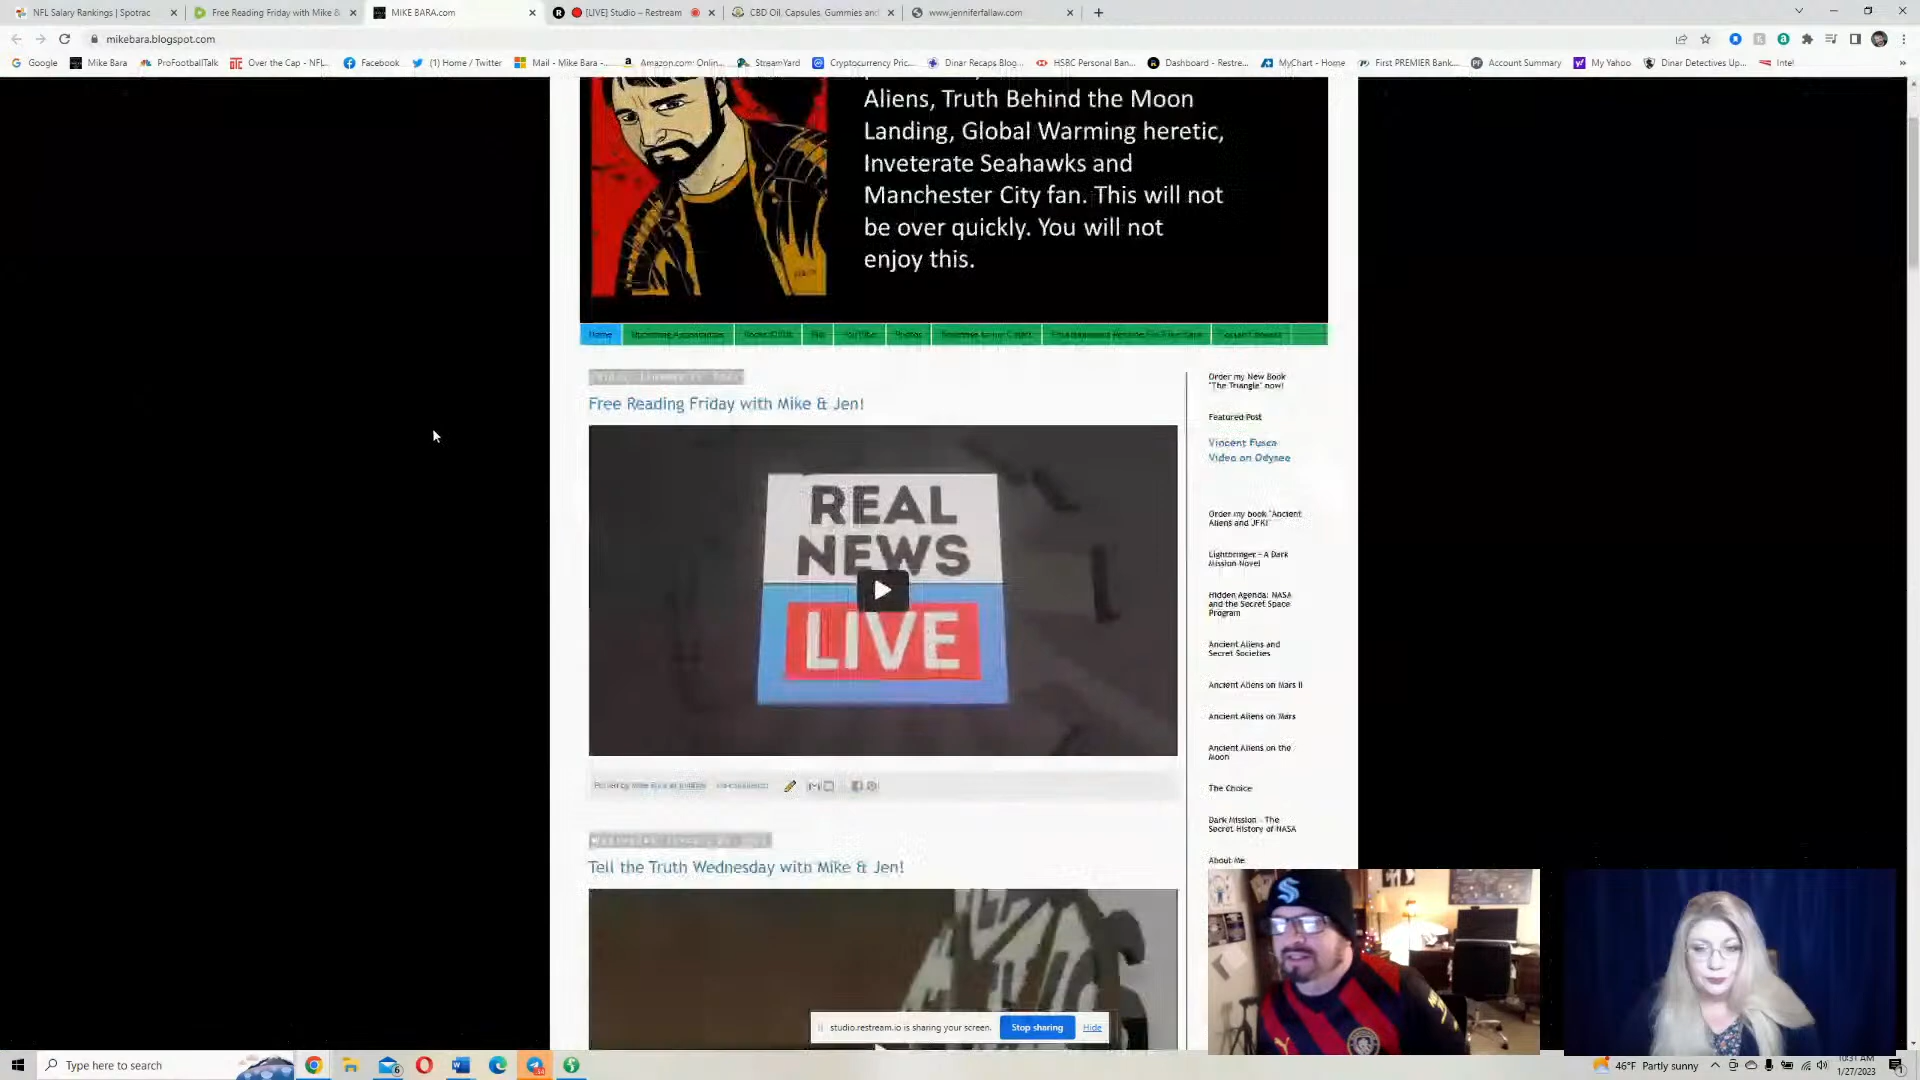 NFL Salary Rankings | Spotrac
Free Reading Friday with Mike &
MIKE BARA.com
[LIVE] Studio – Restream
CBD Oil, Capsules, Gummies and
www.jenniferfallaw.com
mikebara.blogspot.com
Google
Mike Bara
ProFootballTalk
Over the Cap - NFL...
Facebook
(1) Home / Twitter
Mail - Mike Bara -...
Amazon.com: Onlin...
StreamYard
Cryptocurrency Pric...
Dinar Recaps Blog...
HSBC Personal Ban...
Dashboard - Restre...
MyChart - Home
First PREMIER Bank...
Account Summary
My Yahoo
Dinar Detectives Up...
Intel
Aliens, Truth Behind the Moon
Landing, Global Warming heretic,
Inveterate Seahawks and
Manchester City fan. This will not
be over quickly. You will not
enjoy this.
Home
Free Reading Friday with Mike & Jen!
REAL
NEWS
LIVE
Tell the Truth Wednesday with Mike & Jen!
Order my New Book
"The Triangle" now!
Featured Post
Vincent Fusca
Video on Odysee
Order my book "Ancient
Aliens and JFK!"
Lightbringer - A Dark
Mission Novel
Hidden Agenda: NASA
and the Secret Space
Program
Ancient Aliens and
Secret Societies
Ancient Aliens on Mars II
Ancient Aliens on Mars
Ancient Aliens on the
Moon
The Choice
Dark Mission - The
Secret History of NASA
About Me
studio.restream.io is sharing your screen.
Stop sharing
Hide
Type here to search
46°F Partly sunny
10:31 AM
1/27/2023